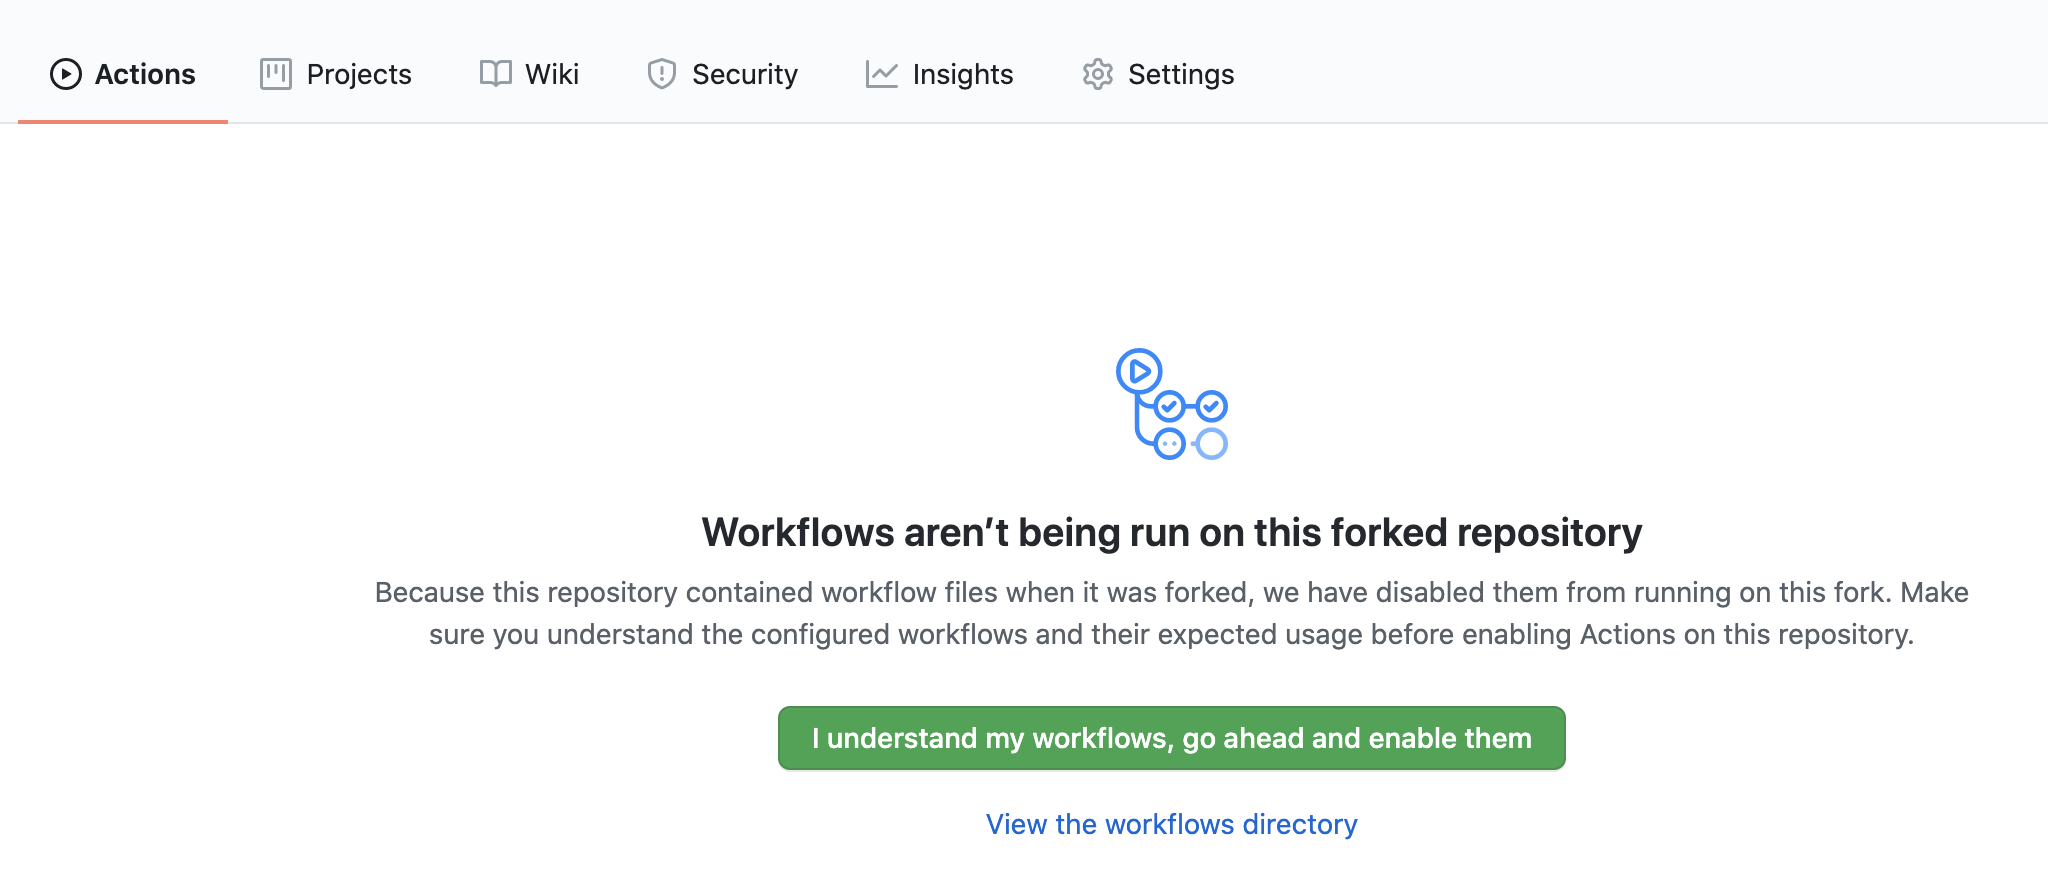 Actions Projects Wiki Security Insights Settings
Workflows aren’t being run on this forked repository
Because this repository contained workflow files when it was forked, we have disabled them from running on this fork. Make
sure you understand the configured workflows and their expected usage before enabling Actions on this repository.
I understand my workflows, go ahead and enable them
View the workflows directory